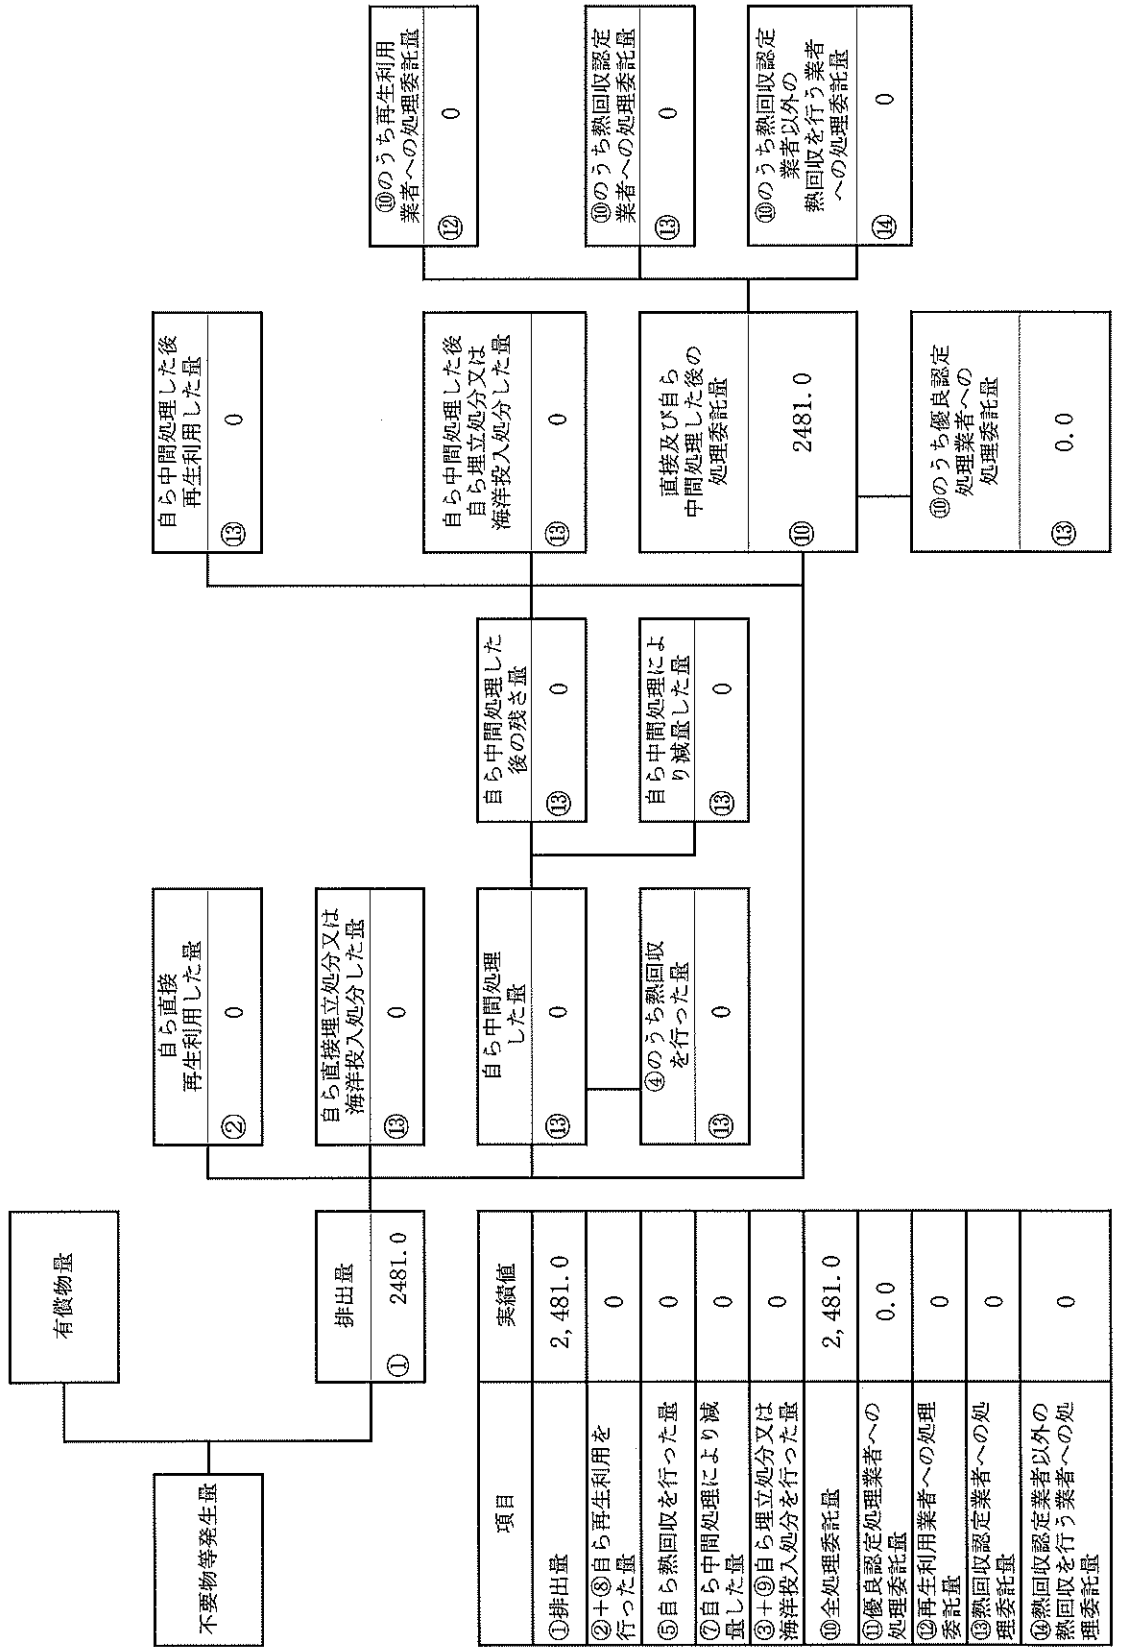 不要物等発生量
有償物量
排出量
① 2481.0
自ら直接
再生利用した量
② 0
自ら直接埋立処分又は
海洋投入処分した量
⑬ 0
自ら中間処理
した量
⑬ 0
④のうち熱回収
を行った量
⑬ 0
自ら中間処理した
後の残さ量
⑬ 0
自ら中間処理によ
り減量した量
⑬ 0
自ら中間処理した後
再生利用した量
⑬ 0
自ら中間処理した後
自ら埋立処分又は
海洋投入処分した量
⑬ 0
直接及び自ら
中間処理した後の
処理委託量
⑩ 2481.0
⑩のうち優良認定
処理業者への
処理委託量
⑬ 0.0
⑩のうち再生利用
業者への処理委託量
⑫ 0
⑩のうち熱回収認定
業者への処理委託量
⑬ 0
⑩のうち熱回収認定
業者以外の
熱回収を行う業者
への処理委託量
⑭ 0
項目 実績値
①排出量 2,481.0
②+⑧自ら再生利用を
行った量 0
⑤自ら熱回収を行った量 0
⑦自ら中間処理により減
量した量 0
③+⑨自ら埋立処分又は
海洋投入処分を行った量 0
⑩全処理委託量 2,481.0
⑪優良認定処理業者への
処理委託量 0.0
⑫再生利用業者への処理
委託量 0
⑬熱回収認定業者への処
理委託量 0
⑭熱回収認定業者以外の
熱回収を行う業者への処
理委託量 0